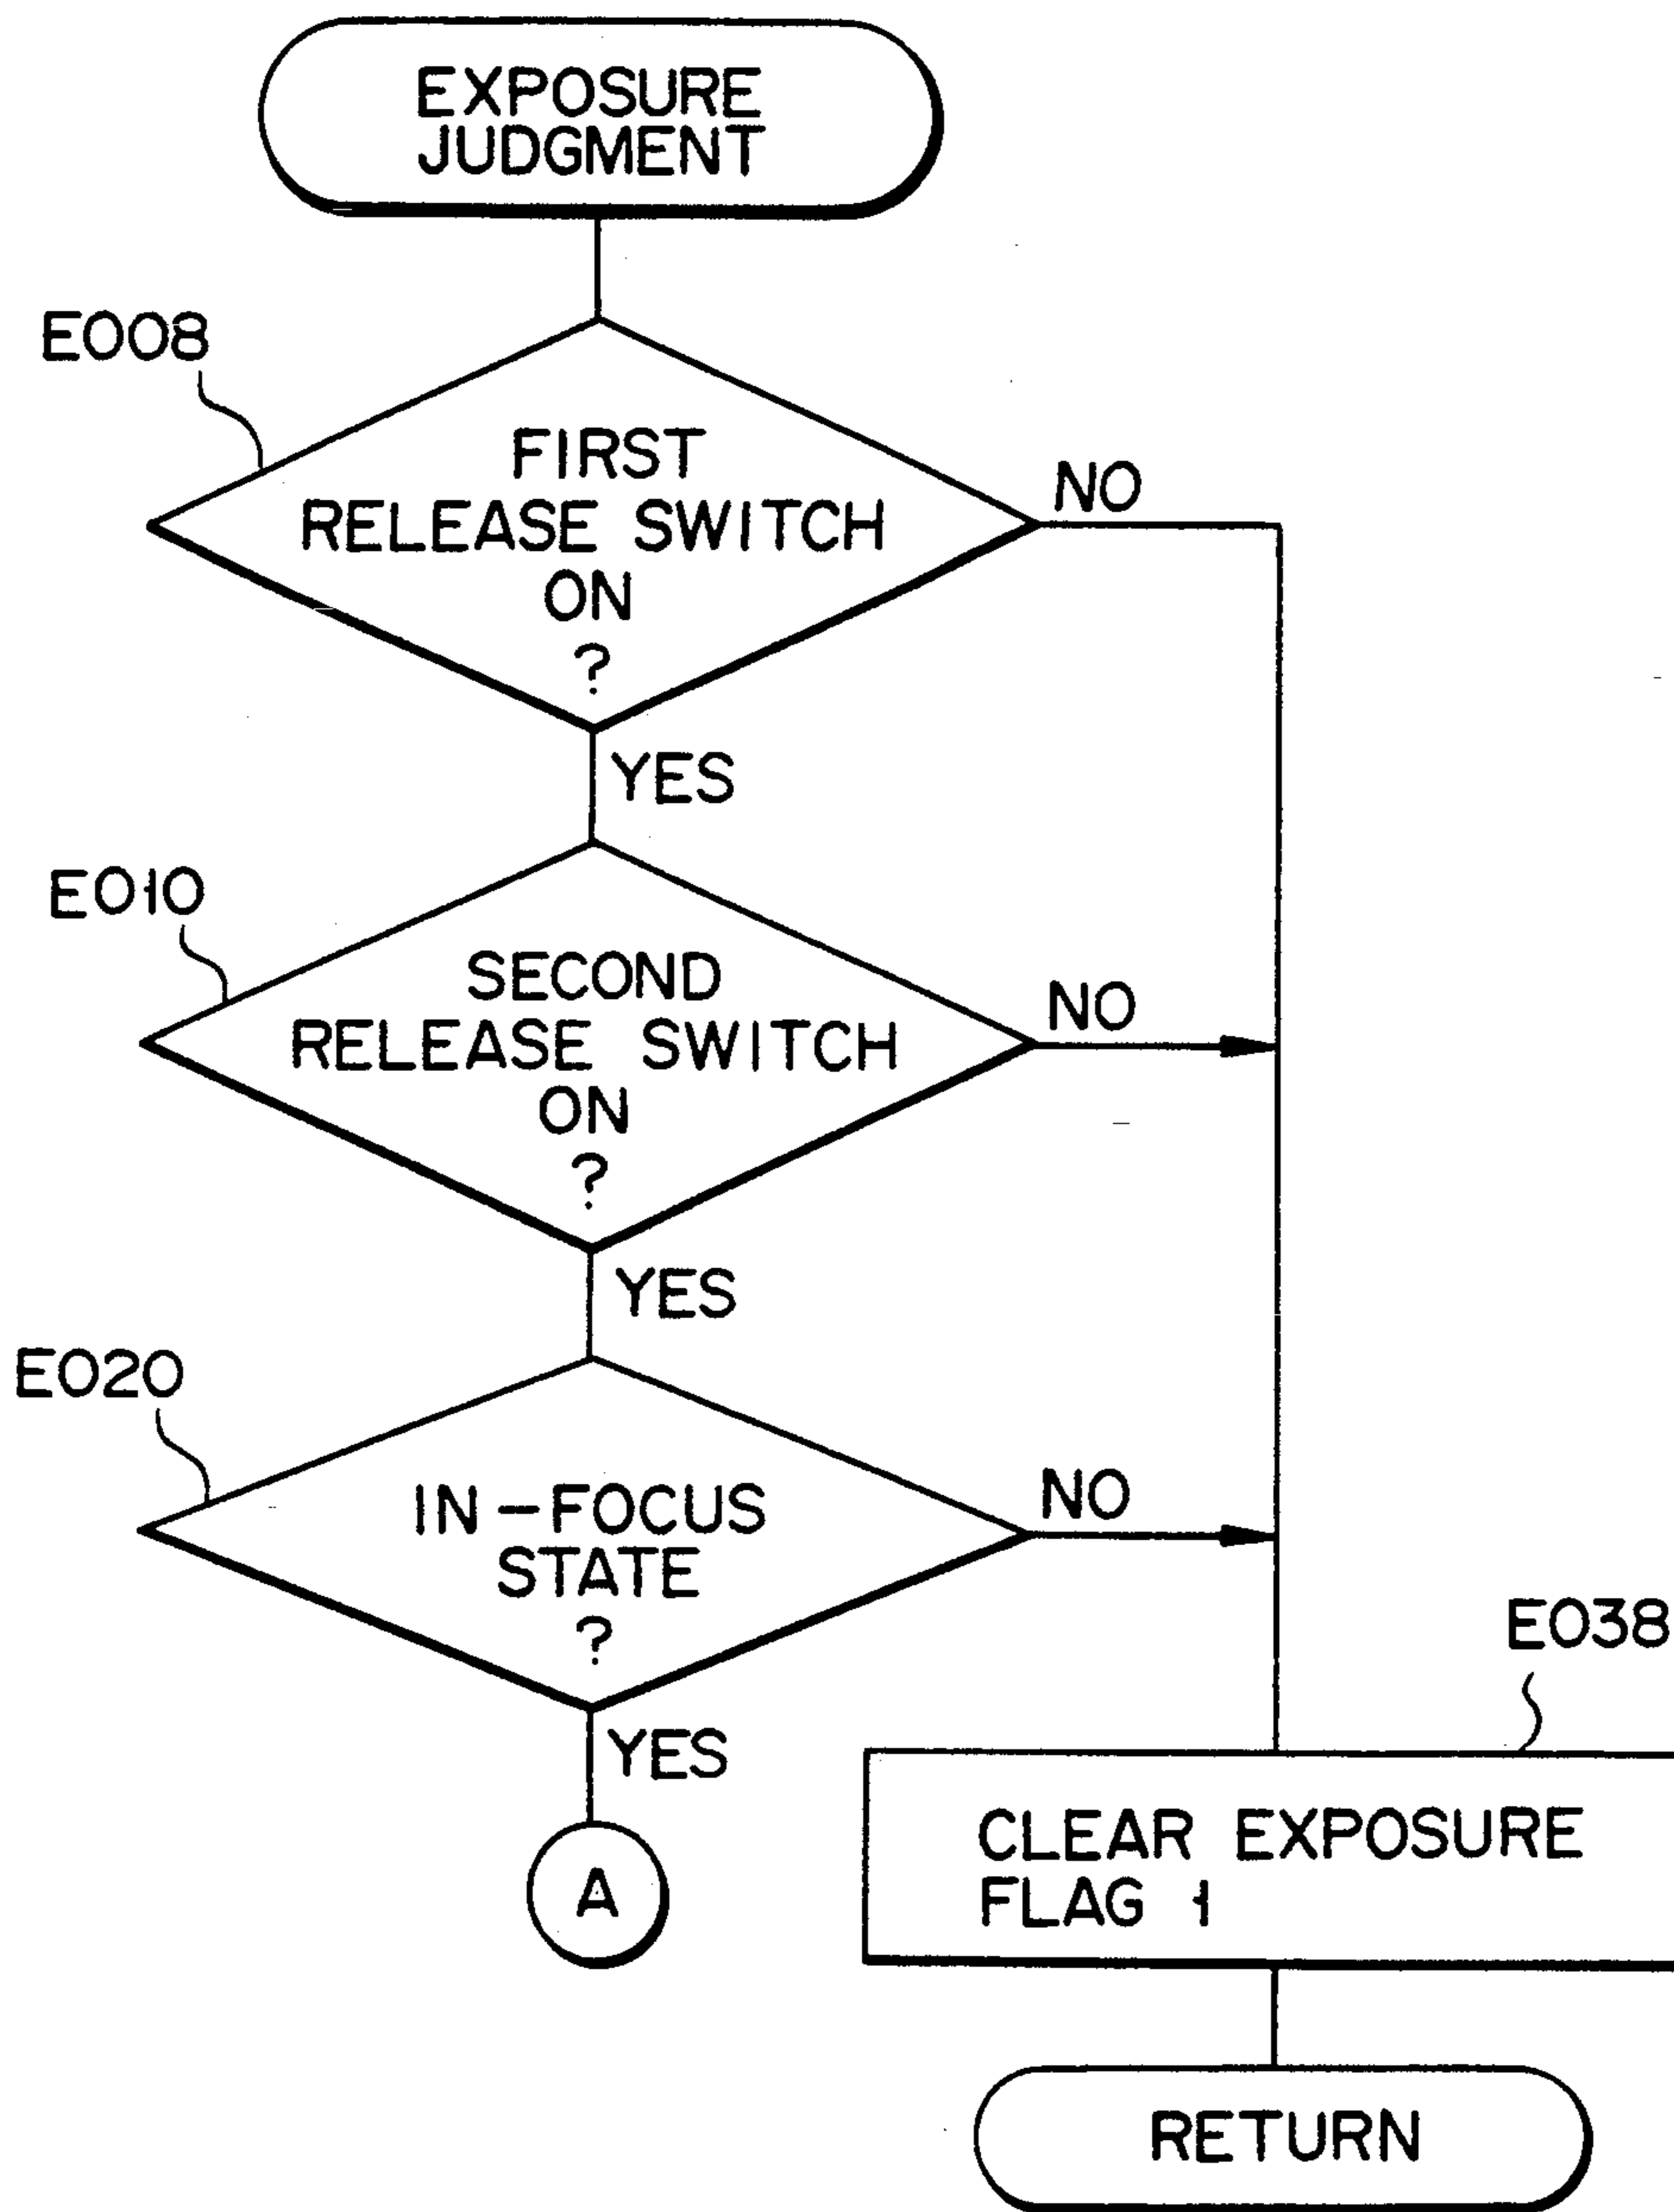 EXPOSURE
JUDGMENT
E008
FIRST
RELEASE SWITCH
ON
?
NO
YES
E010
SECOND
RELEASE SWITCH
ON
?
NO
YES
E020
IN-FOCUS
STATE
?
NO
E038
YES
CLEAR EXPOSURE
FLAG 1
A
RETURN